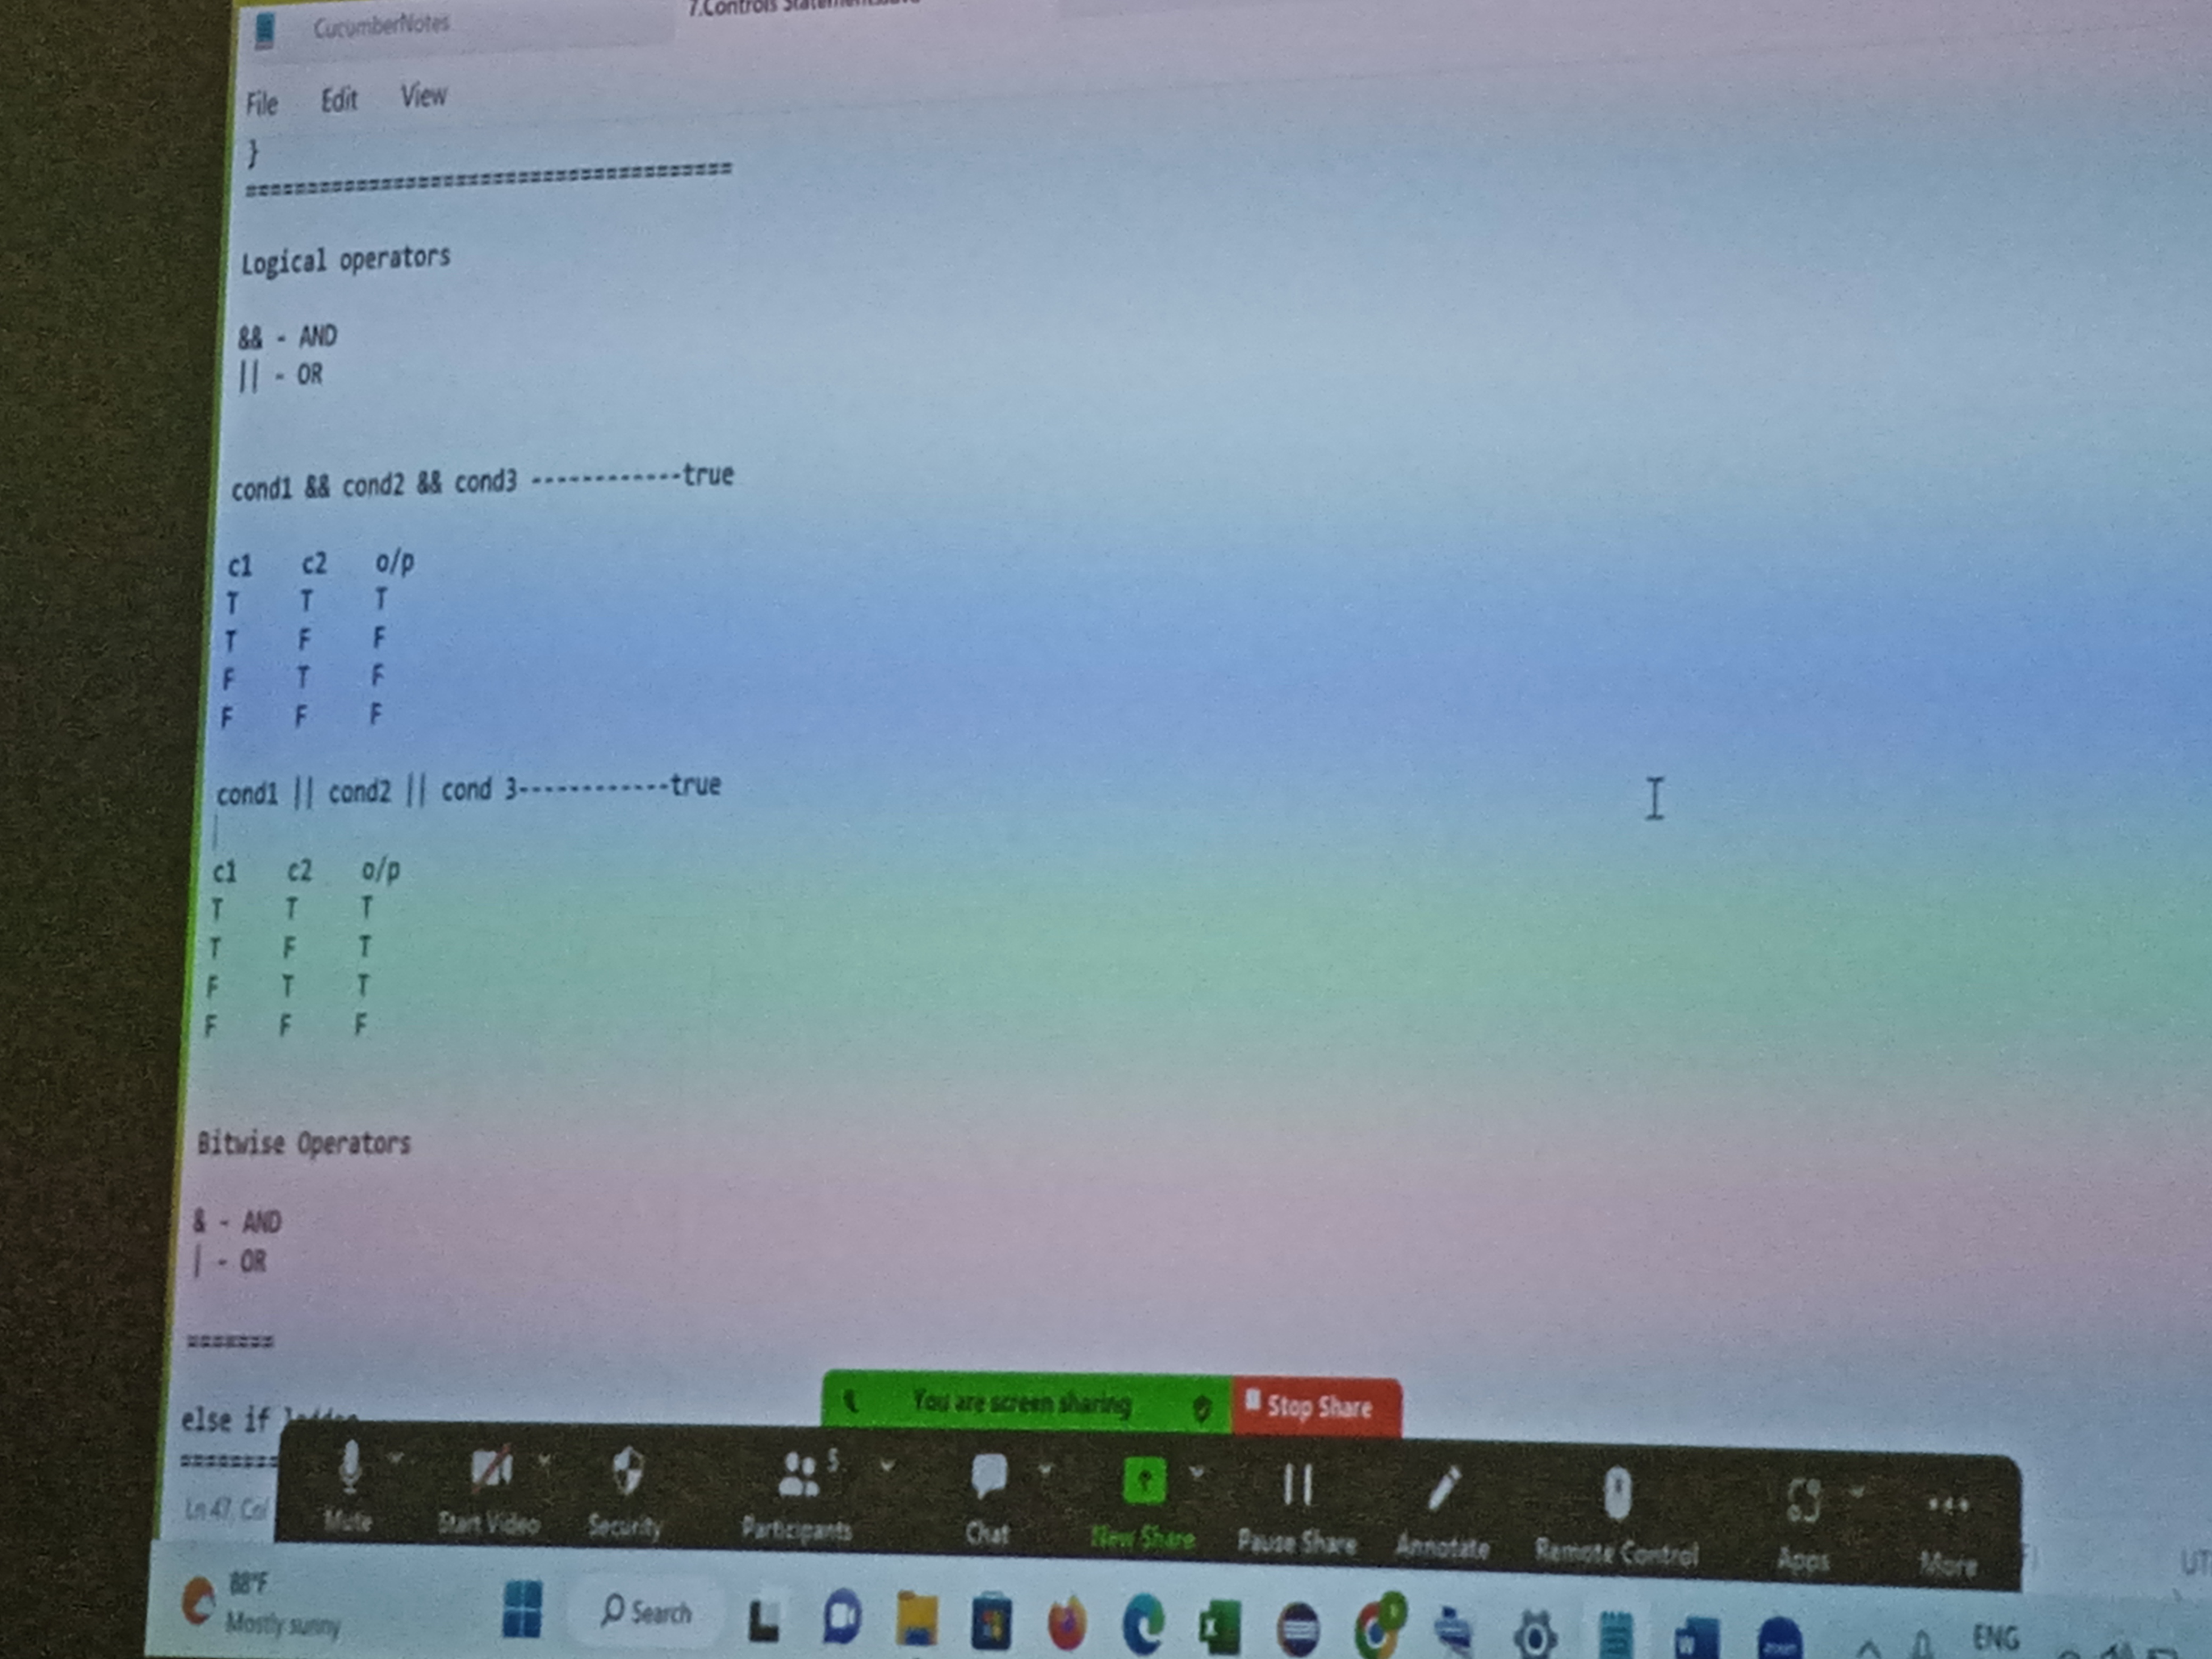 CucumberNotes
7.Controls
File Edit View
}
========================================
Logical operators
&& - AND
|| - OR
cond1 && cond2 && cond3 ------------true
c1 c2 o/p
T T T
T F F
F T F
F F F
cond1 || cond2 || cond 3------------true
c1 c2 o/p
T T T
T F T
F T T
F F F
Bitwise Operators
& - AND
| - OR
=======
You are screen sharing Stop Share
else if
========
5
Mute Start Video Security Participants Chat New Share Pause Share Annotate Remote Control Apps More
Ln 47, Col
88°F
Mostly sunny
Search
ENG
zoom